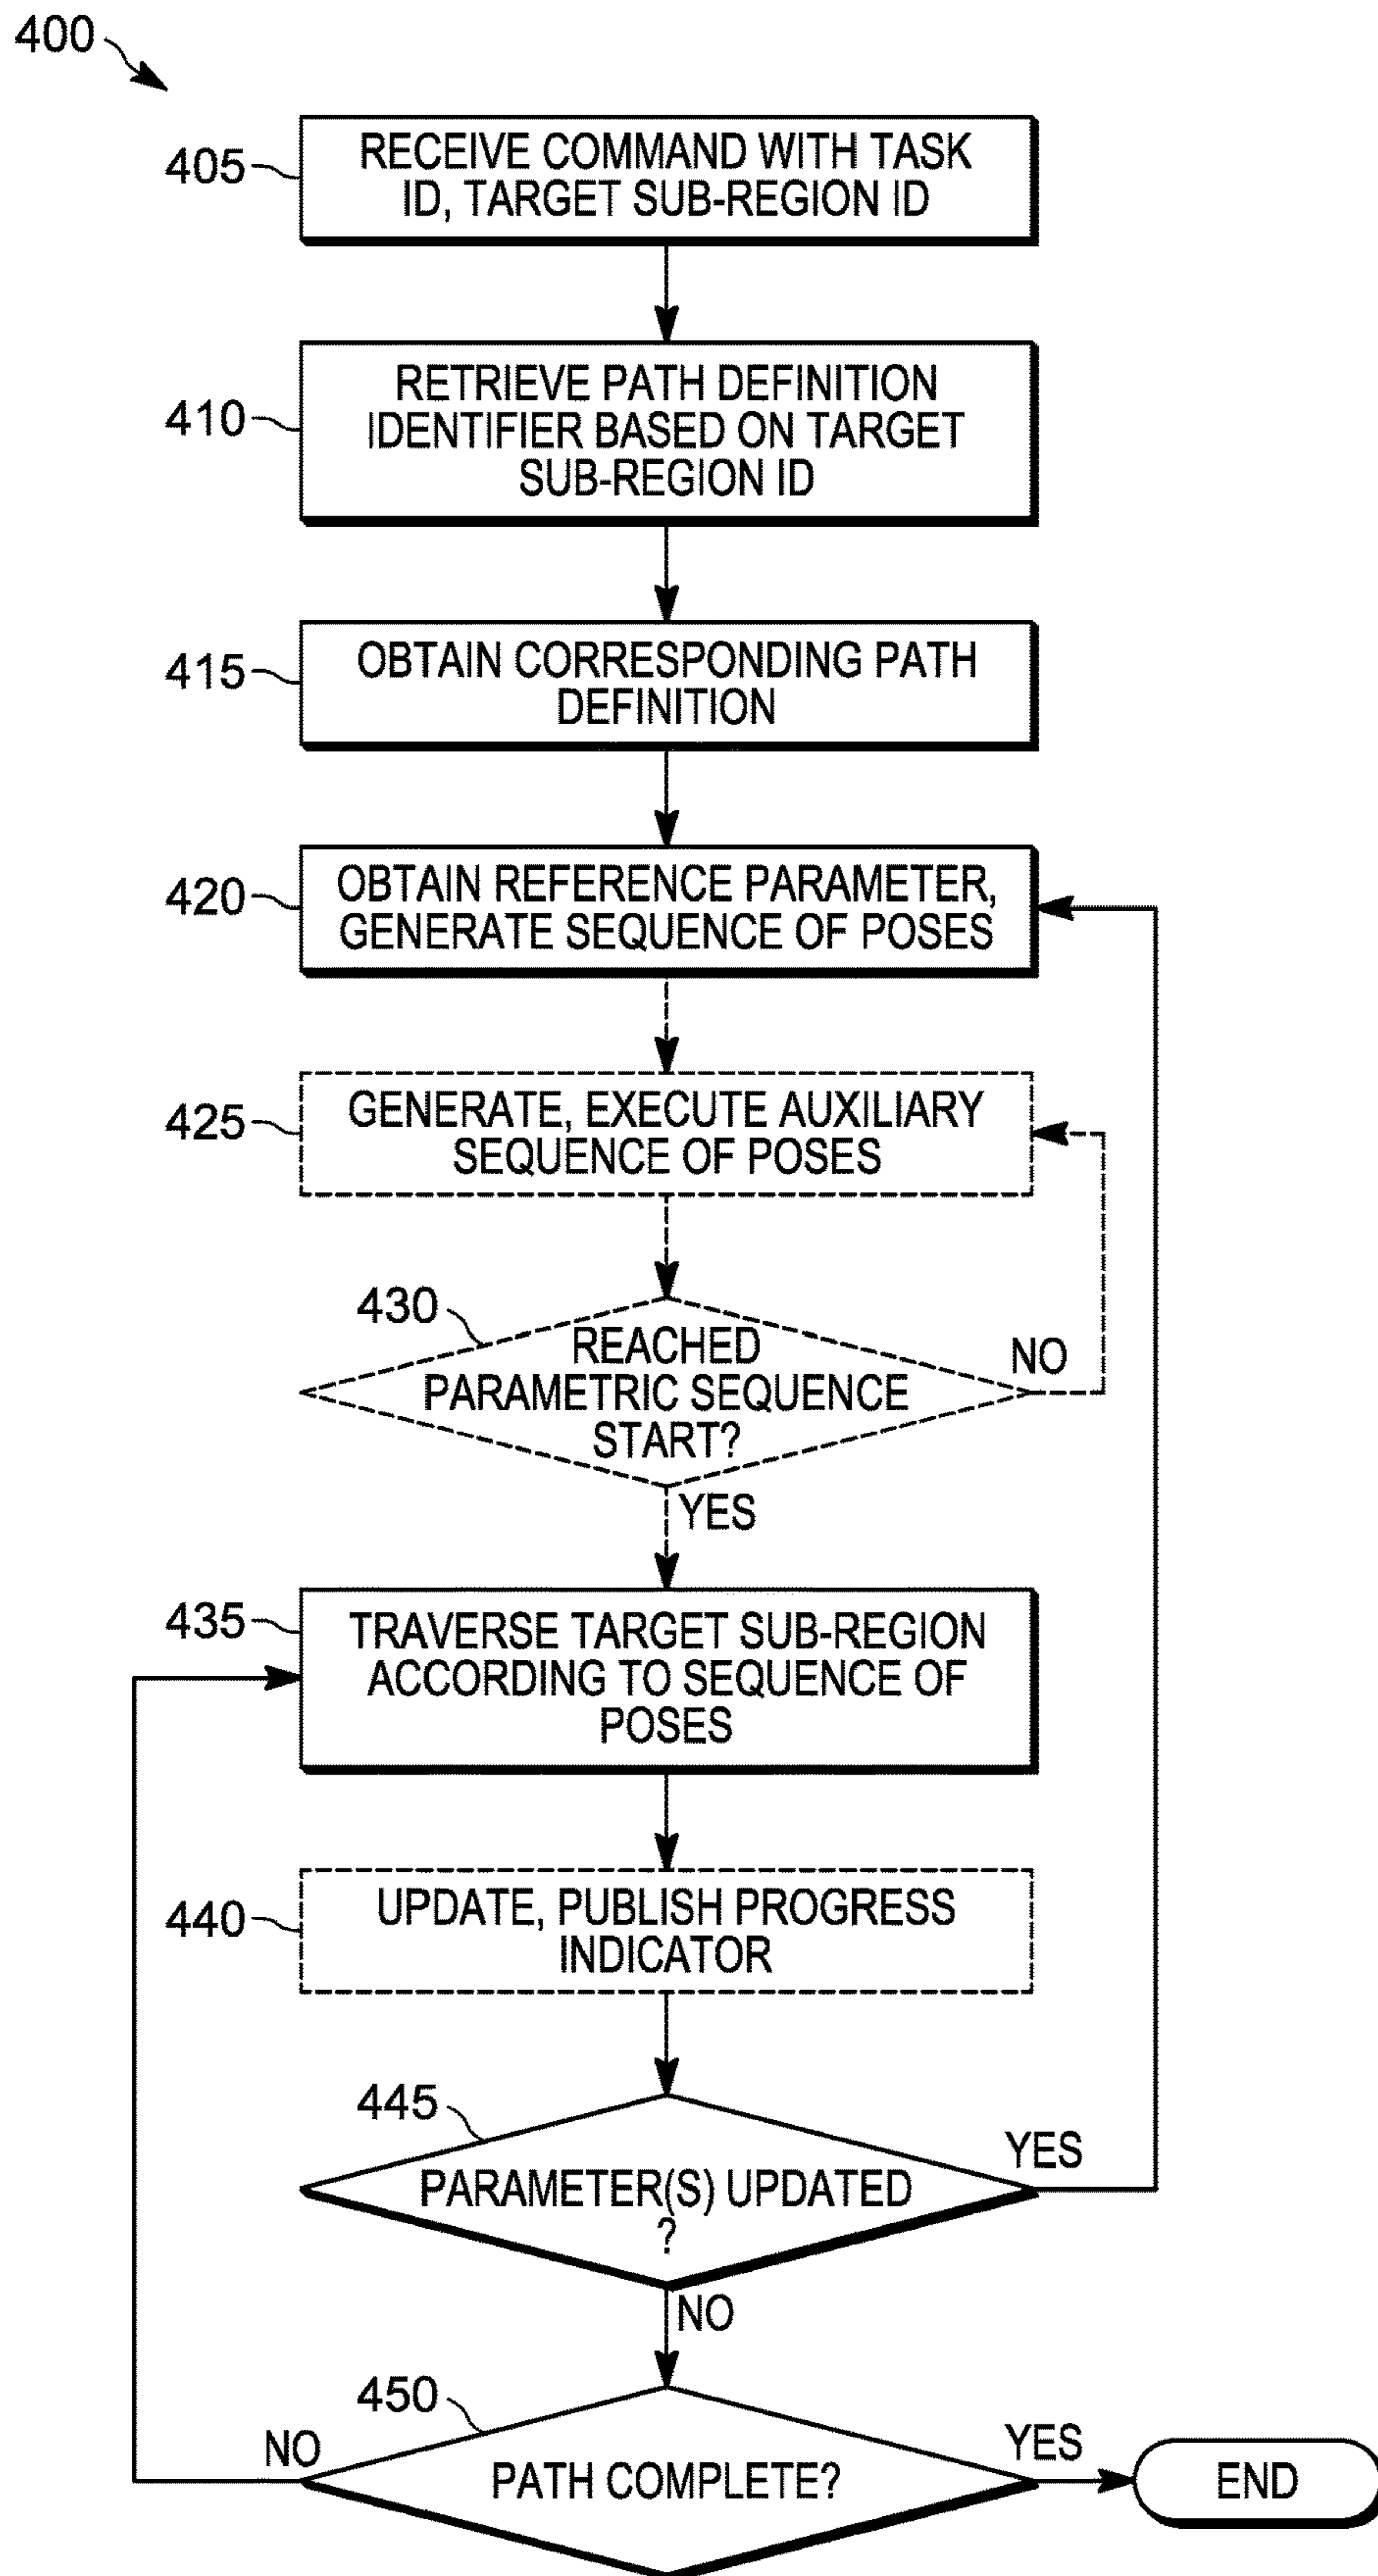 400
405
RECEIVE COMMAND WITH TASK
ID, TARGET SUB-REGION ID
410
RETRIEVE PATH DEFINITION
IDENTIFIER BASED ON TARGET
SUB-REGION ID
415
OBTAIN CORRESPONDING PATH
DEFINITION
420
OBTAIN REFERENCE PARAMETER,
GENERATE SEQUENCE OF POSES
425
GENERATE, EXECUTE AUXILIARY
SEQUENCE OF POSES
430
REACHED
PARAMETRIC SEQUENCE
START?
NO
YES
435
TRAVERSE TARGET SUB-REGION
ACCORDING TO SEQUENCE OF
POSES
440
UPDATE, PUBLISH PROGRESS
INDICATOR
445
PARAMETER(S) UPDATED
?
YES
NO
450
PATH COMPLETE?
NO
YES
END